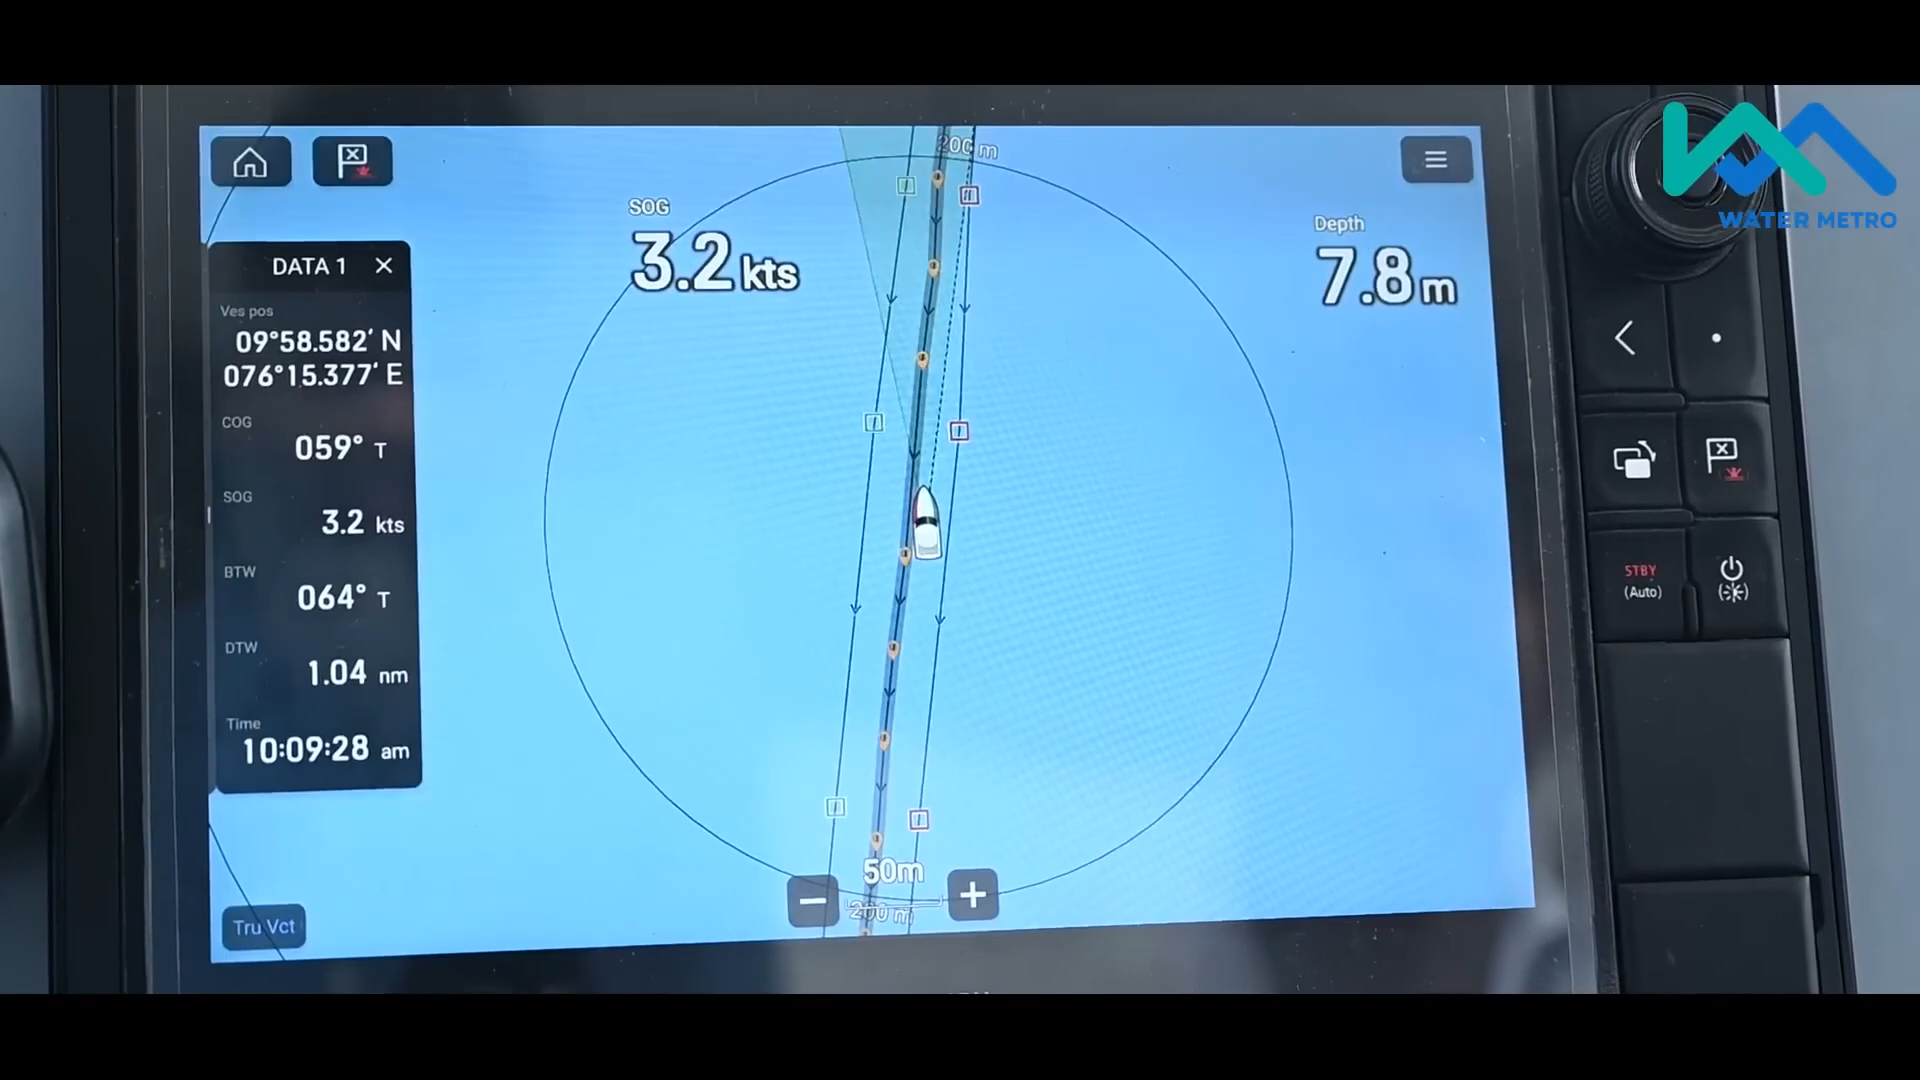 WATER METRO
200 m
SOG
3.2 kts
Depth
7.8 m
DATA 1
Ves pos
09°58.582' N
076°15.377' E
COG
059° T
SOG
3.2 kts
BTW
064° T
DTW
1.04 nm
Time
10:09:28 am
STBY
(Auto)
50m
200 m
Tru Vct